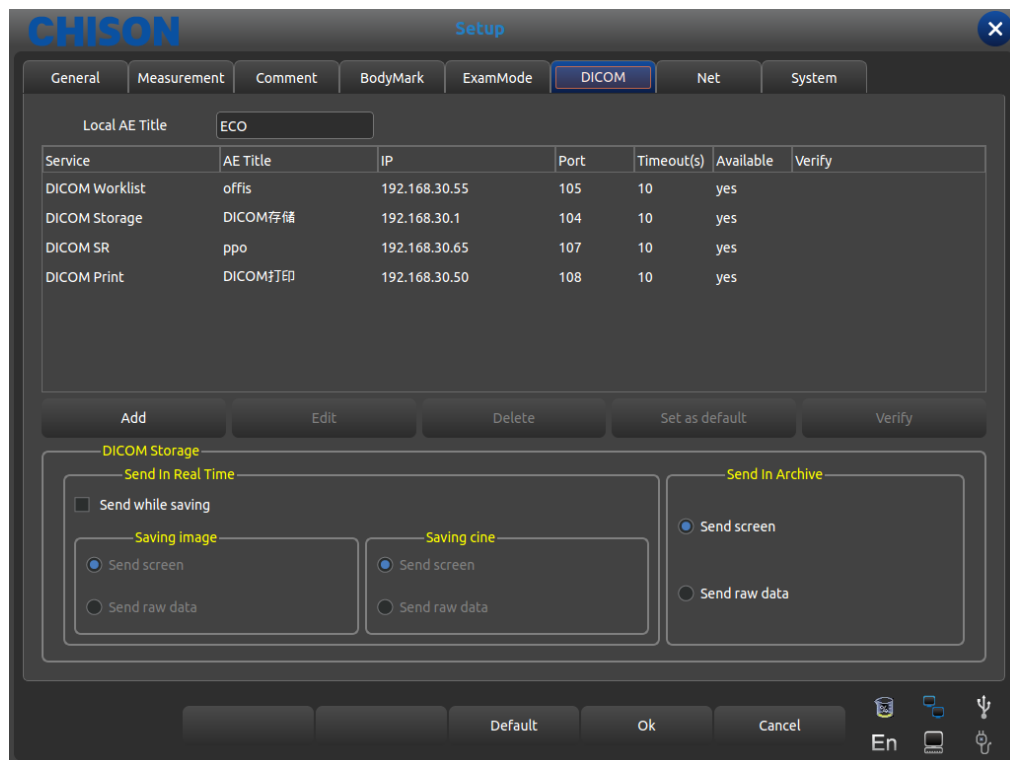 CHISON
Setup
General Measurement Comment BodyMark ExamMode DICOM Net System
Local AE Title ECO
Service AE Title IP Port Timeout(s) Available Verify
DICOM Worklist offis 192.168.30.55 105 10 yes
DICOM Storage DICOM存储 192.168.30.1 104 10 yes
DICOM SR ppo 192.168.30.65 107 10 yes
DICOM Print DICOM打印 192.168.30.50 108 10 yes
Add Edit Delete Set as default Verify
DICOM Storage
Send In Real Time
Send while saving
Saving image
Send screen
Send raw data
Saving cine
Send screen
Send raw data
Send In Archive
Send screen
Send raw data
Default Ok Cancel
En